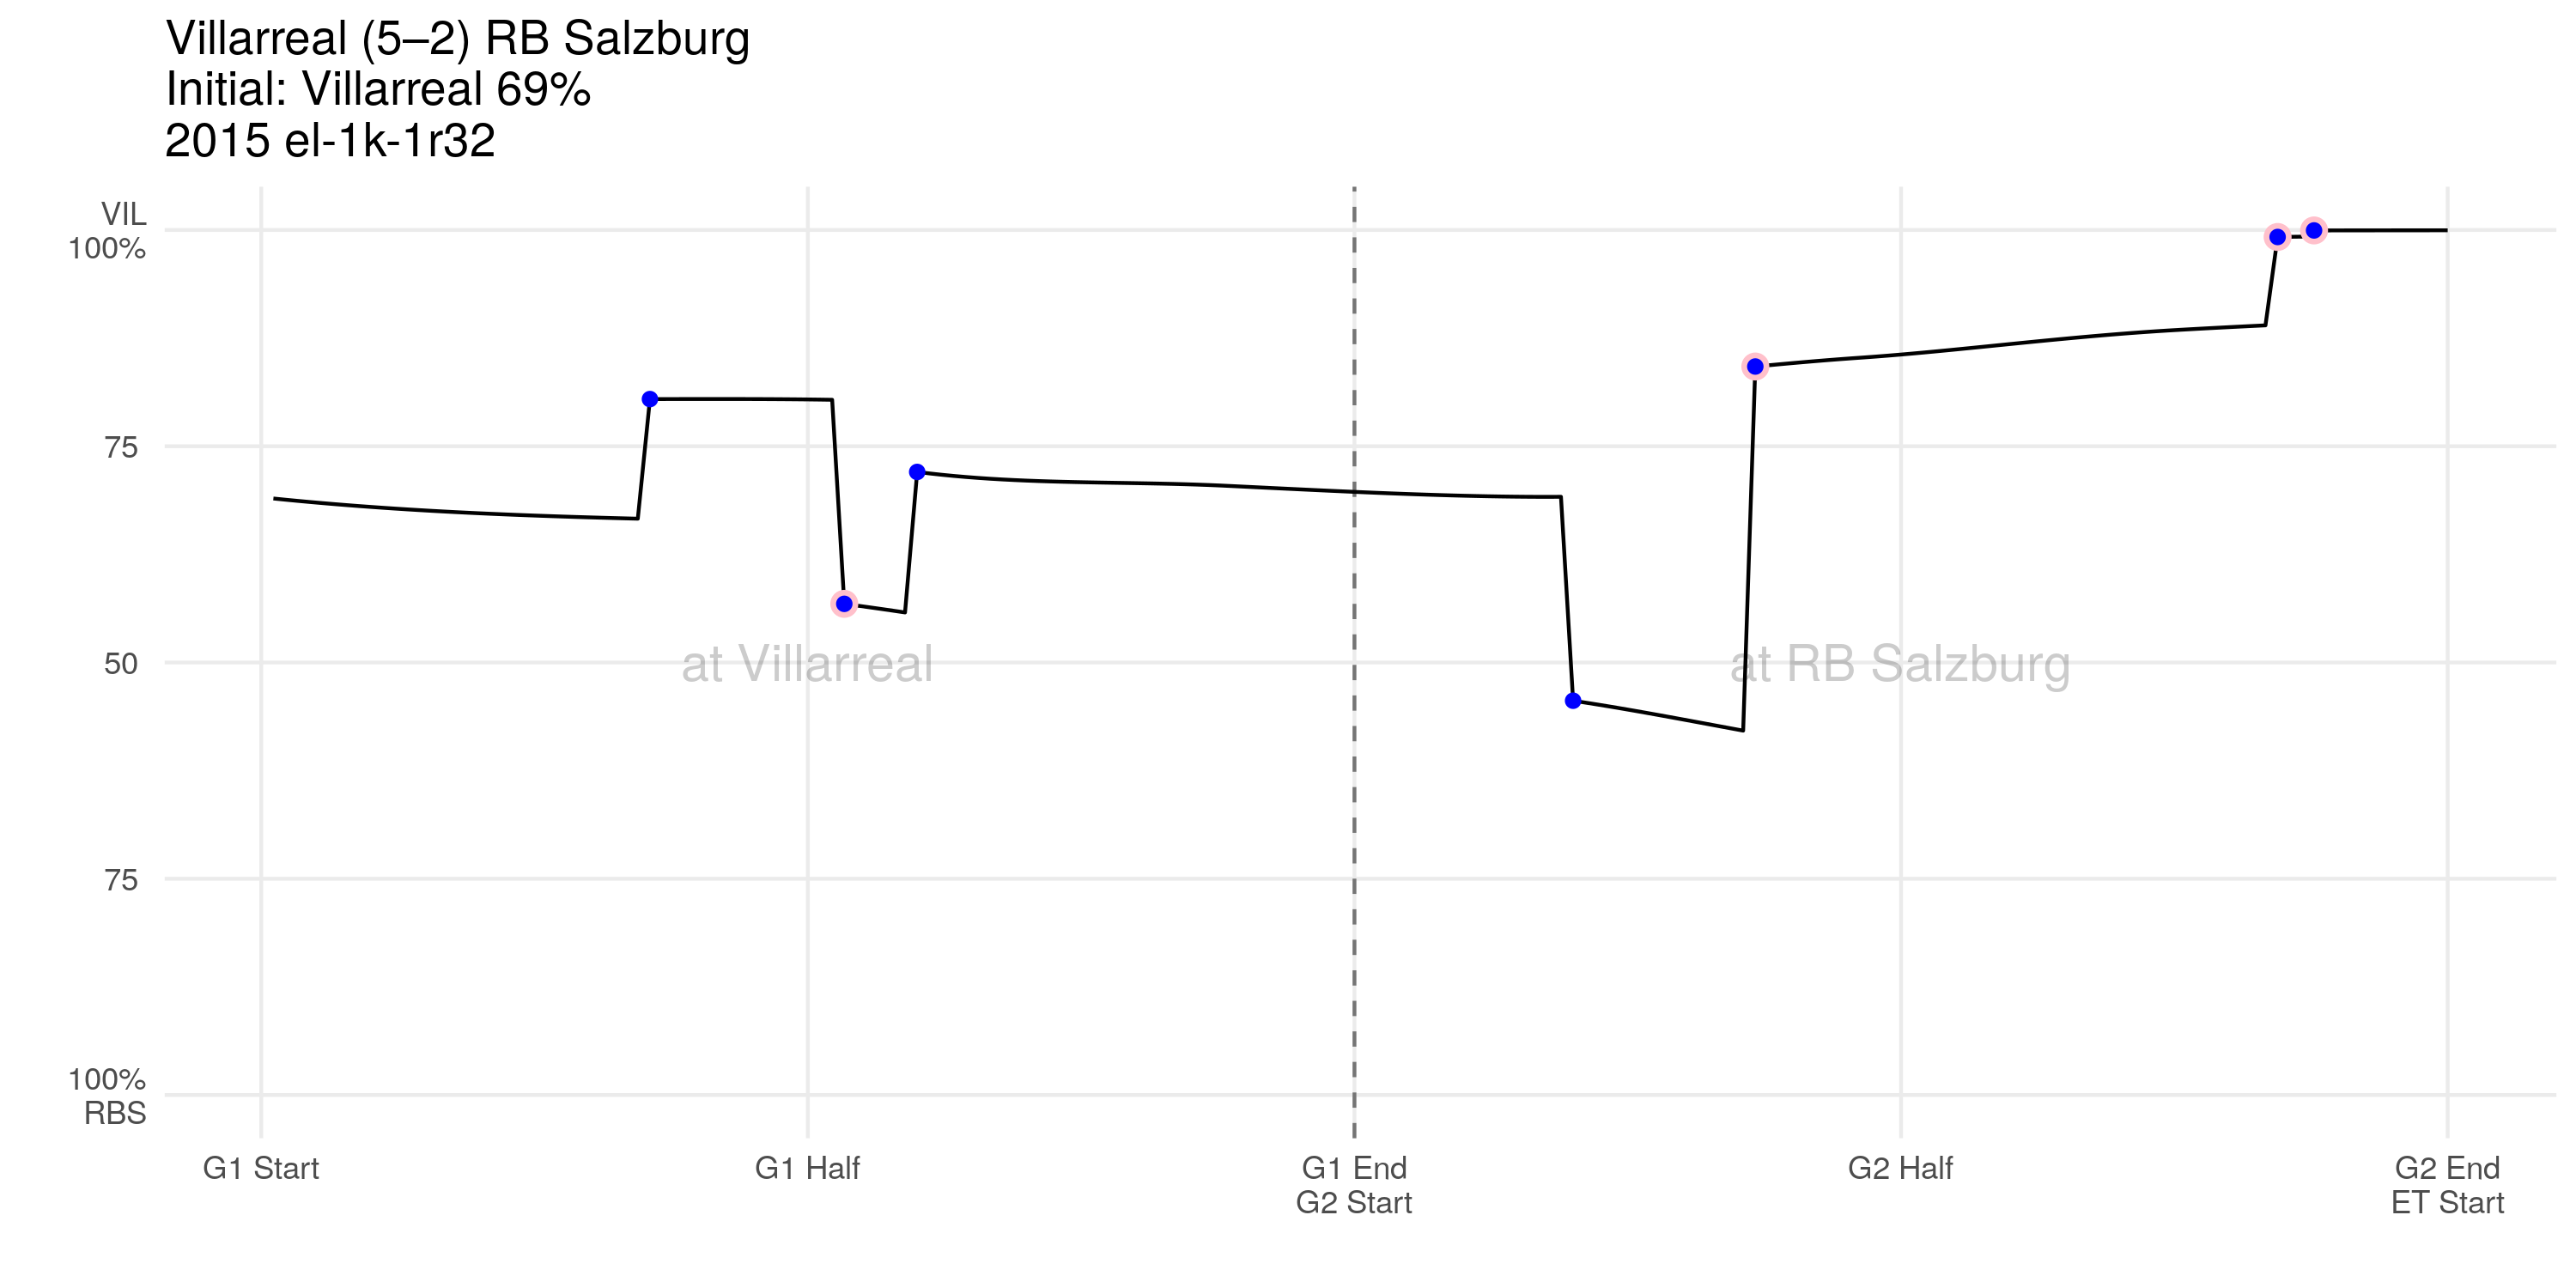 Villarreal (5–2) RB Salzburg
Initial: Villarreal 69%
2015 el-1k-1r32
VIL
100%
75
50
75
100%
RBS
at Villarreal
at RB Salzburg
G1 Start
G1 Half
G1 End
G2 Start
G2 Half
G2 End
ET Start